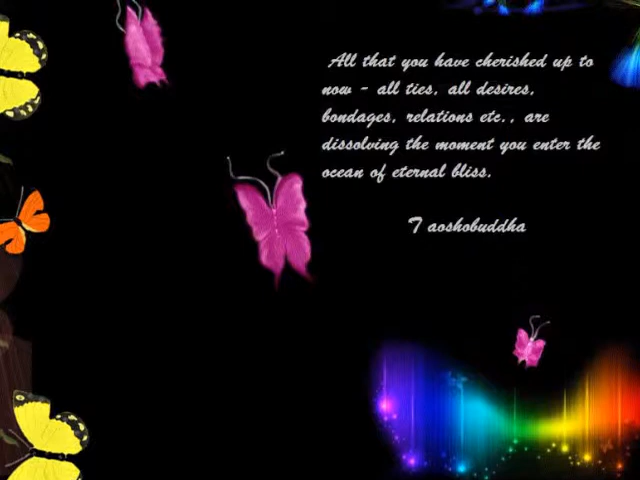 All that you have cherished up to
now - all ties, all desires,
bondages, relations etc., are
dissolving the moment you enter the
ocean of eternal bliss.
T aoshobuddha